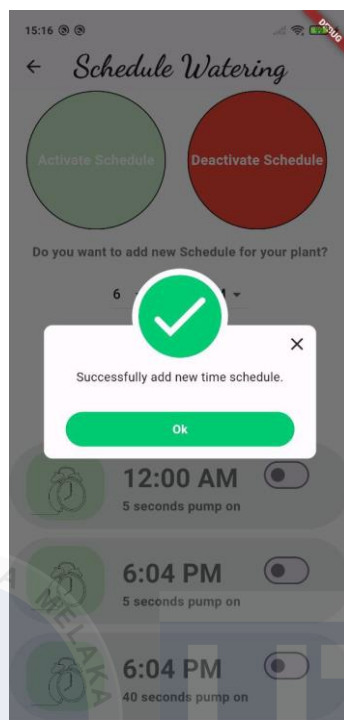 15:16
DEBUG
Schedule Watering
Activate Schedule
Deactivate Schedule
Do you want to add new Schedule for your plant?
6
Successfully add new time schedule.
Ok
12:00 AM
5 seconds pump on
6:04 PM
5 seconds pump on
6:04 PM
40 seconds pump on
MELAKA